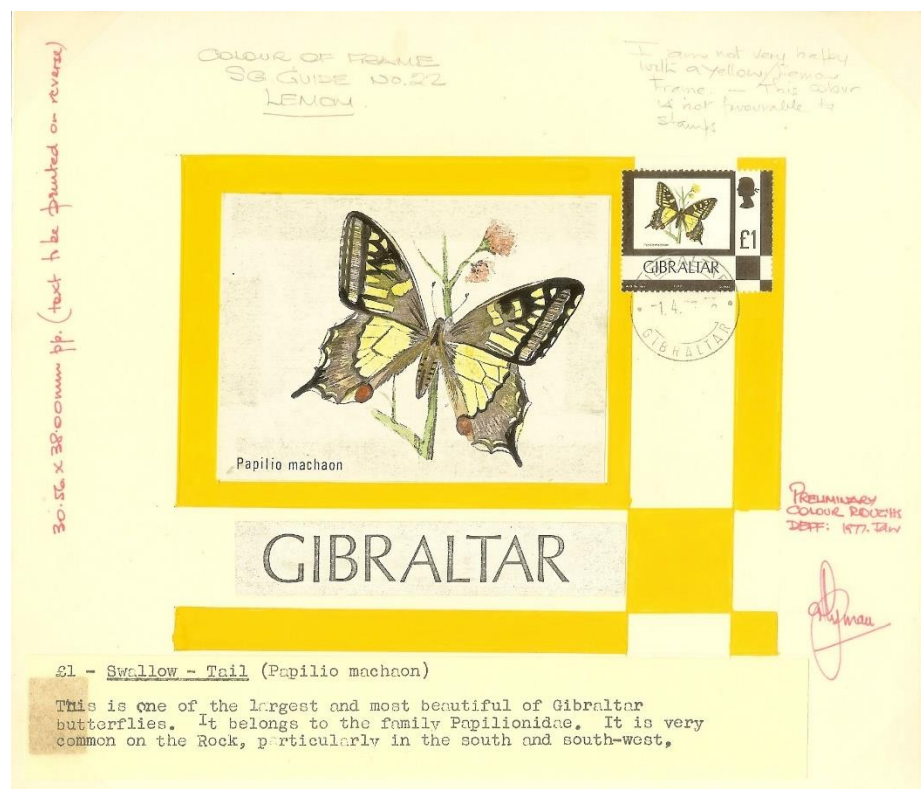 COLOUR OF FRAME
SG. GUIDE NO. 22
LEMON.
I am not very happy
with a yellow/lemon
Frame. — This colour
is not favourable to
stamps
30.56 x 38.00mm pp. (text to be printed on reverse)
£1
GIBRALTAR
-1.4.
GIBRALTAR
Papilio machaon
GIBRALTAR
PRELIMINARY
COLOUR ROUGHS
DEFF: 1977.
£1 - Swallow - Tail (Papilio machaon)
This is one of the largest and most beautiful of Gibraltar
butterflies. It belongs to the family Papilionidae. It is very
common on the Rock, particularly in the south and south-west.